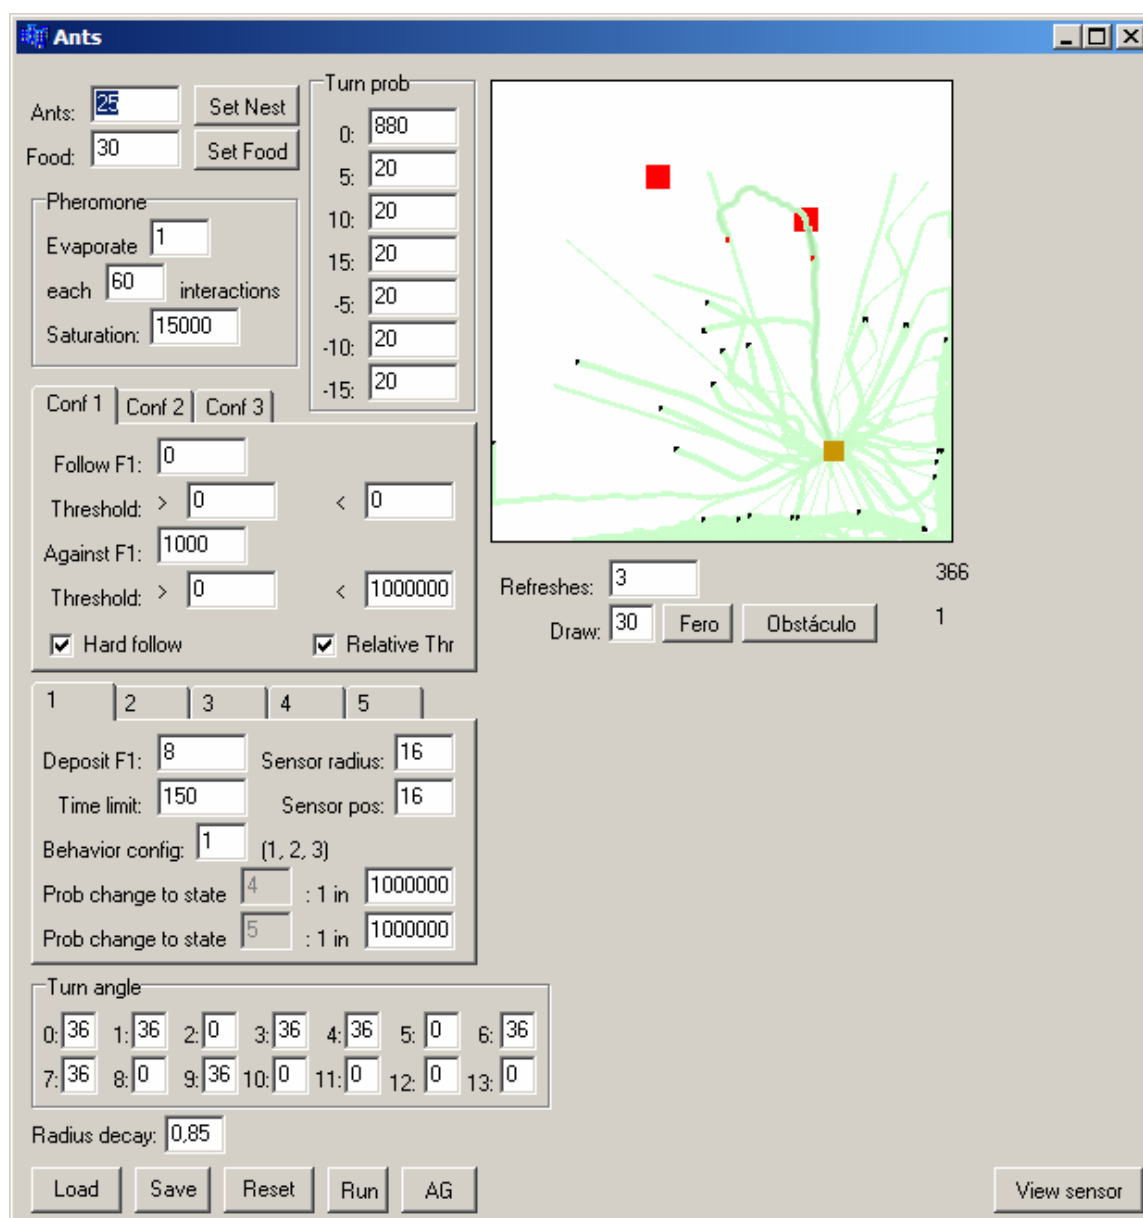 Ants
Ants: 25 Set Nest
Food: 30 Set Food
Turn prob
0: 880
5: 20
10: 20
15: 20
-5: 20
-10: 20
-15: 20
Pheromone
Evaporate 1
each 60 interactions
Saturation: 15000
Conf 1 Conf 2 Conf 3
Follow F1: 0
Threshold: > 0 < 0
Against F1: 1000
Threshold: > 0 < 1000000
Hard follow Relative Thr
Refreshes: 3 366
Draw: 30 Fero Obstáculo 1
1 2 3 4 5
Deposit F1: 8 Sensor radius: 16
Time limit: 150 Sensor pos: 16
Behavior config: 1 (1, 2, 3)
Prob change to state 4 : 1 in 1000000
Prob change to state 5 : 1 in 1000000
Turn angle
0: 36 1: 36 2: 0 3: 36 4: 36 5: 0 6: 36
7: 36 8: 0 9: 36 10: 0 11: 0 12: 0 13: 0
Radius decay: 0,85
Load Save Reset Run AG View sensor